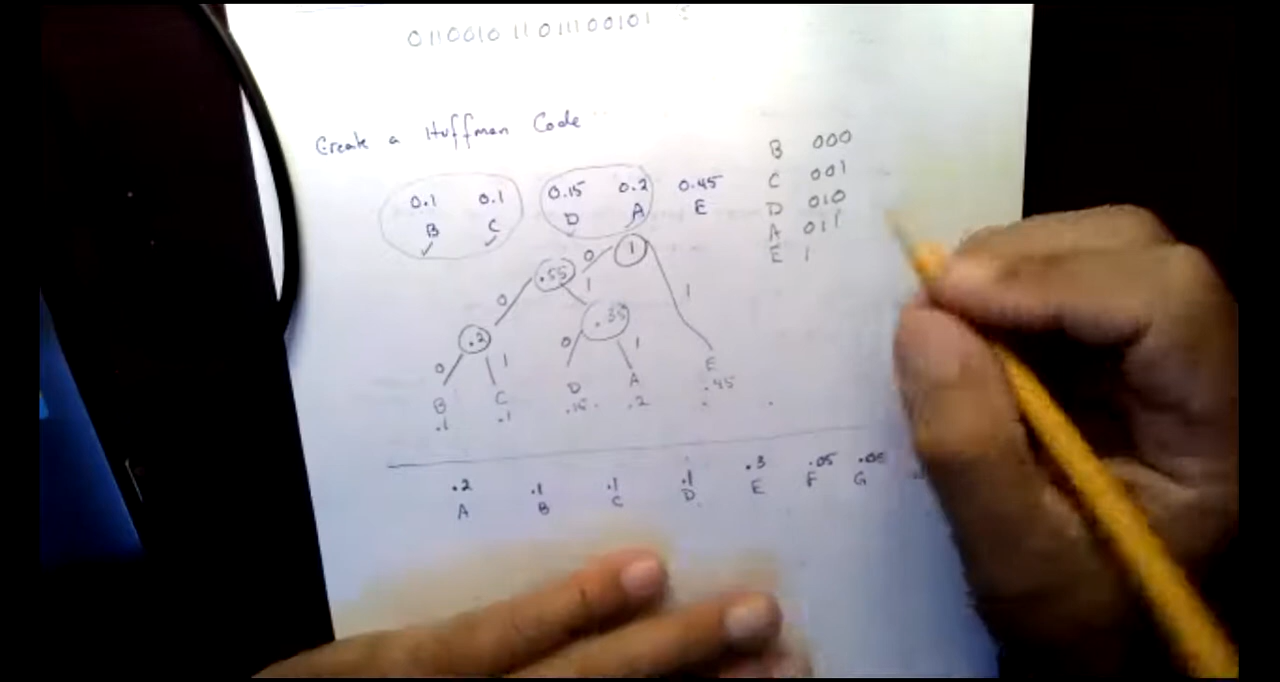 0110010 11011100101 ?
Create a Huffman Code
0.1 0.1 0.15 0.2 0.45
B C D A E
B 000
C 001
D 010
A 011
E 1
1
0 1
.55
0 1
.2 .35
0 1 0 1
B C D A E
.1 .1 .15 .2 .45
.2 .1 .1 .1 .3 .05
A B C D E F G